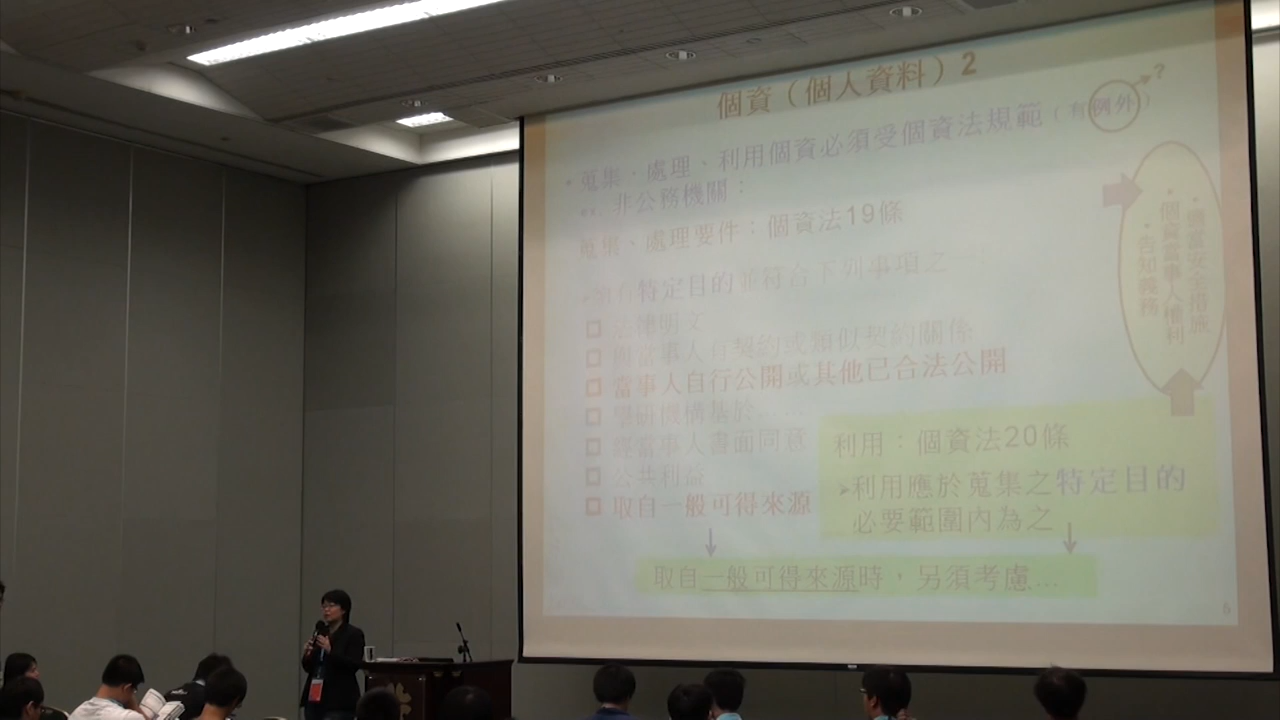 個資（個人資料）2
• 蒐集、處理、利用個資必須受個資法規範（有例外）
?
ex. 非公務機關：
蒐集、處理要件：個資法19條
特定目的並符合下列事項之一
法律明文
與當事人有契約或類似契約關係
當事人自行公開或其他已合法公開
學研機構基於……
經當事人書面同意
公共利益
取自一般可得來源
• 適當安全措施
• 個資當事人權利
• 告知義務
利用：個資法20條
➢利用應於蒐集之特定目的
必要範圍內為之
取自一般可得來源時，另須考慮....
6